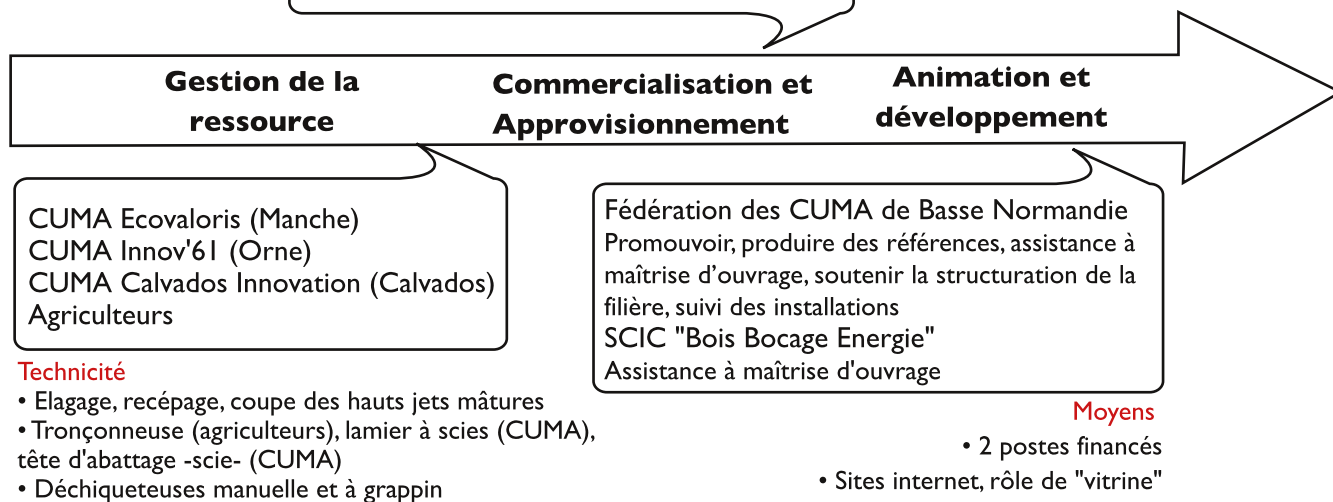 Gestion de la
ressource
Commercialisation et
Approvisionnement
Animation et
développement
CUMA Ecovaloris (Manche)
CUMA Innov'61 (Orne)
CUMA Calvados Innovation (Calvados)
Agriculteurs
Technicité
• Elagage, recépage, coupe des hauts jets mâtures
• Tronçonneuse (agriculteurs), lamier à scies (CUMA),
tête d'abattage -scie- (CUMA)
• Déchiqueteuses manuelle et à grappin
Fédération des CUMA de Basse Normandie
Promouvoir, produire des références, assistance à
maîtrise d’ouvrage, soutenir la structuration de la
filière, suivi des installations
SCIC "Bois Bocage Energie"
Assistance à maîtrise d'ouvrage
Moyens
• 2 postes financés
• Sites internet, rôle de "vitrine"